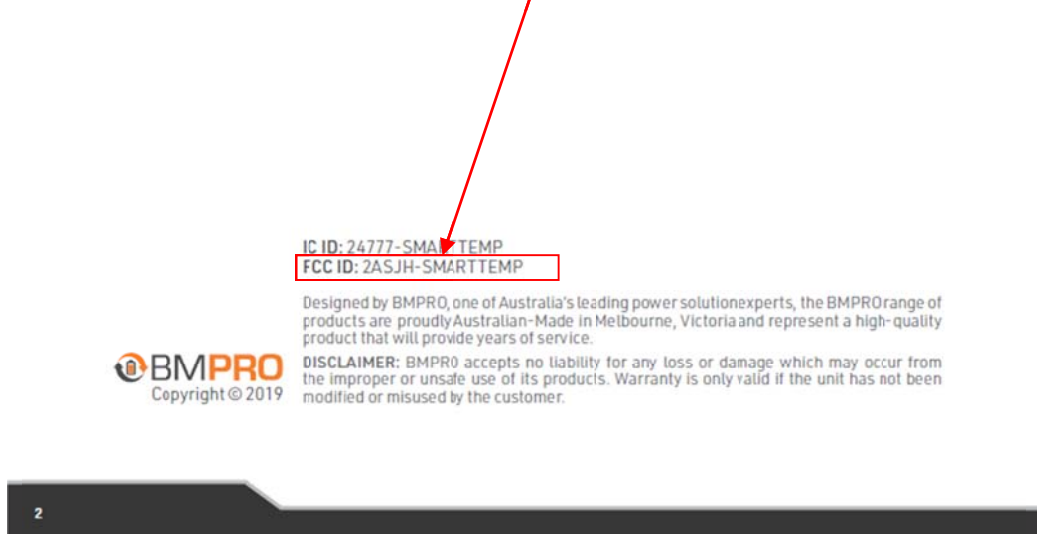 IC ID: 24777-SMARTTEMP
FCC ID: 2ASJH-SMARTTEMP
Designed by BMPRO, one of Australia's leading power solutionexperts, the BMPROrange of
products are proudlyAustralian-Made in Melbourne, Victoria and represent a high-quality
product that will provide years of service.
BMPRO
Copyright © 2019
DISCLAIMER: BMPRO accepts no liability for any loss or damage which may occur from
the improper or unsafe use of its products. Warranty is only valid if the unit has not been
modified or misused by the customer.
2